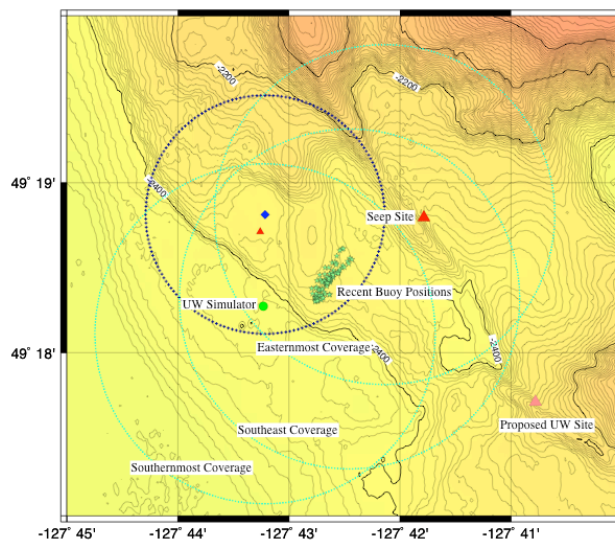 -2200
-2200
49° 19'
-2400
Seep Site
Recent Buoy Positions
UW Simulator
49° 18'
Easternmost Coverage
-2400
-2400
Proposed UW Site
Southeast Coverage
Southernmost Coverage
-127° 45'
-127° 44'
-127° 43'
-127° 42'
-127° 41'